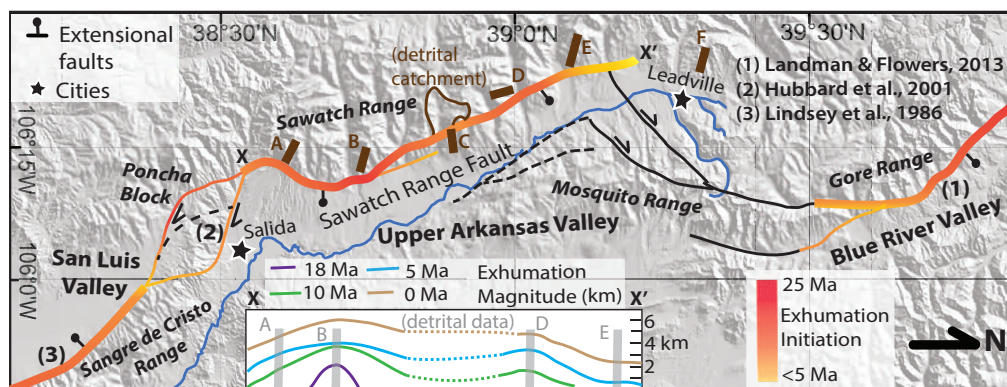 Extensional
faults
Cities
38°30'N
39°00'N
39°30'N
(1) Landman & Flowers, 2013
(2) Hubbard et al., 2001
(3) Lindsey et al., 1986
106°15'W
106°0'W
(detrital
catchment)
A
B
C
D
E
F
X
X'
Leadville
Sawatch Range
Sawatch Range Fault
Poncha
Block
(2)
Salida
Upper Arkansas Valley
Mosquito Range
Gore Range
(1)
Blue River Valley
San Luis
Valley
Sangre de Cristo
Range
(3)
18 Ma
5 Ma
Exhumation
10 Ma
0 Ma
Magnitude (km)
X
X'
A
B
(detrital data)
D
E
6
4 km
2
25 Ma
Exhumation
Initiation
<5 Ma
N